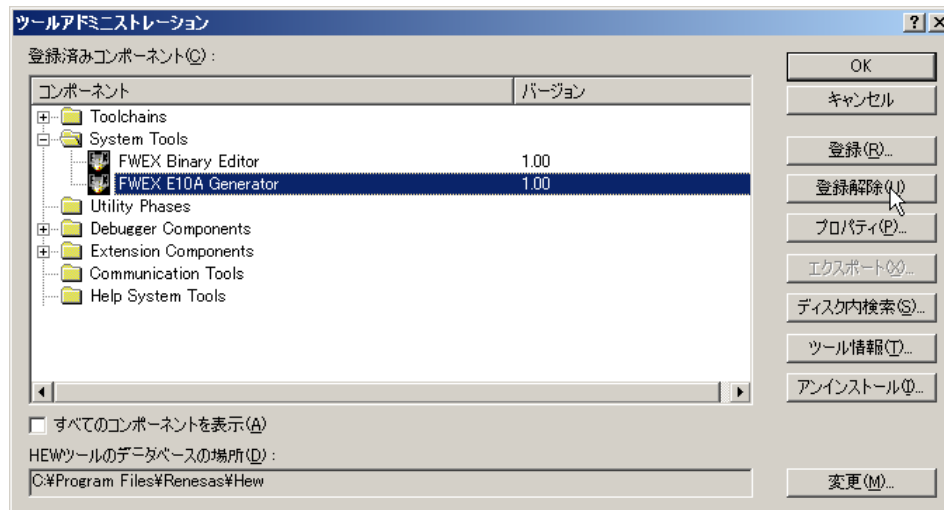 ツールアドミニストレーション
登録済みコンポーネント(C) :
コンポーネント バージョン
Toolchains
System Tools
FWEX Binary Editor 1.00
FWEX E10A Generator 1.00
Utility Phases
Debugger Components
Extension Components
Communication Tools
Help System Tools
すべてのコンポーネントを表示(A)
HEWツールのデータベースの場所(D) :
C:¥Program Files¥Renesas¥Hew
OK
キャンセル
登録(R)...
登録解除(U)
プロパティ(P)...
エクスポート(X)...
ディスク内検索(S)...
ツール情報(T)...
アンインストール(I)...
変更(M)...